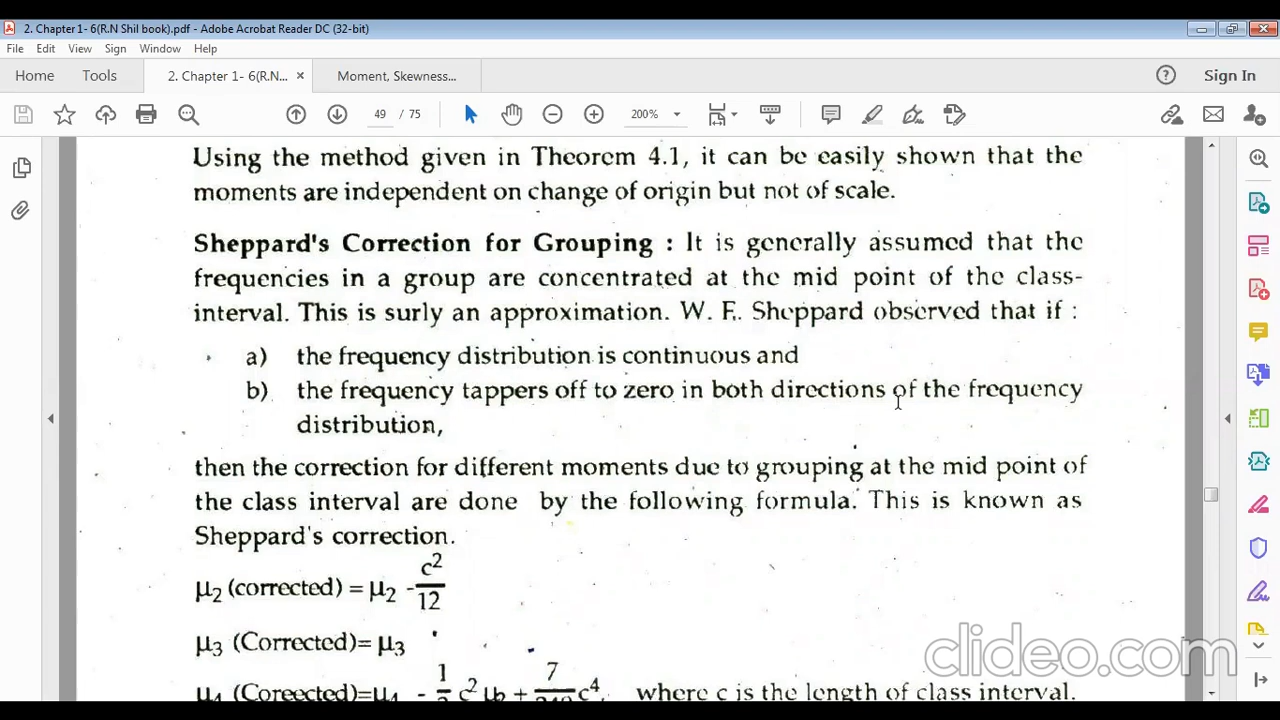 2. Chapter 1- 6(R.N Shil book).pdf - Adobe Acrobat Reader DC (32-bit)
File Edit View Sign Window Help
Home Tools 2. Chapter 1- 6(R.N... × Moment, Skewness... ? Sign In
49 / 75 200%
Using the method given in Theorem 4.1, it can be easily shown that the
moments are independent on change of origin but not of scale.
Sheppard's Correction for Grouping : It is generally assumed that the
frequencies in a group are concentrated at the mid point of the class-
interval. This is surly an approximation. W. F. Sheppard observed that if :
a) the frequency distribution is continuous and
b) the frequency tappers off to zero in both directions of the frequency
distribution,
then the correction for different moments due to grouping at the mid point of
the class interval are done by the following formula. This is known as
Sheppard's correction.
μ2 (corrected) = μ2 - c²/12
μ3 (Corrected)= μ3
(Coreected)= - c² + 7 c⁴, where c is the length of class interval.
clideo.com